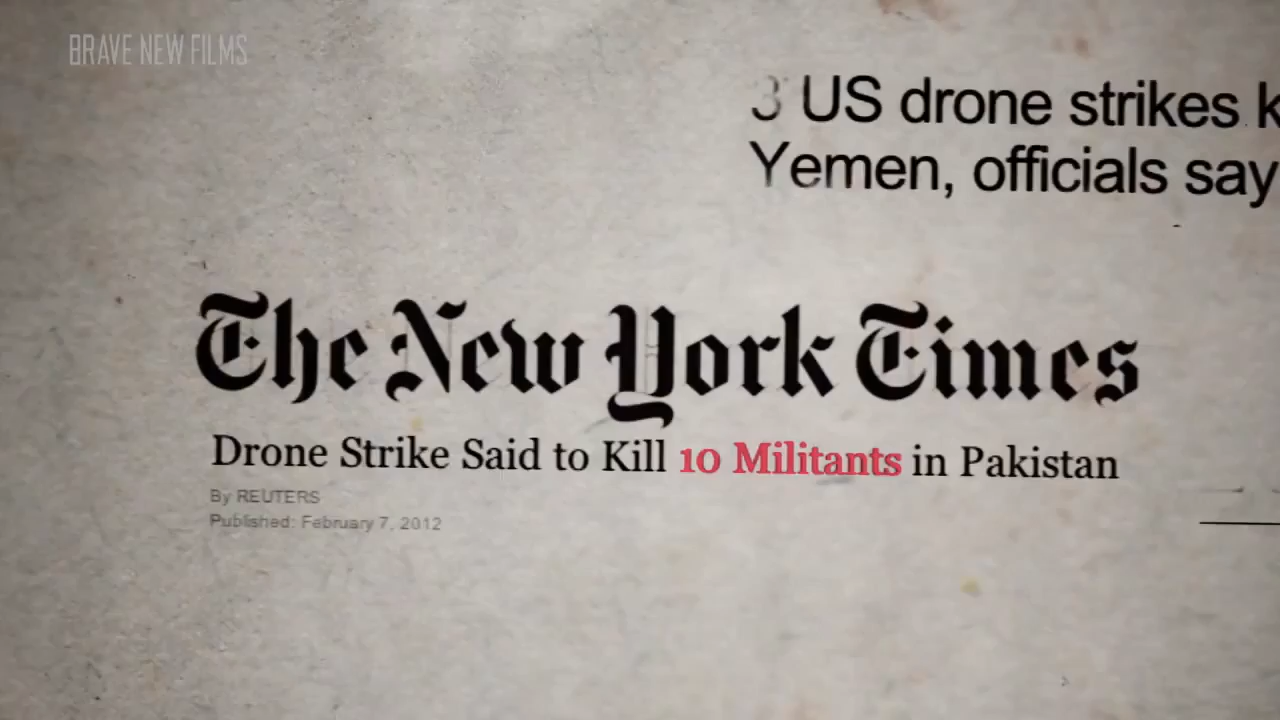 BRAVE NEW FILMS
3 US drone strikes k
Yemen, officials say
The New York Times
Drone Strike Said to Kill 10 Militants in Pakistan
By REUTERS
Published: February 7, 2012